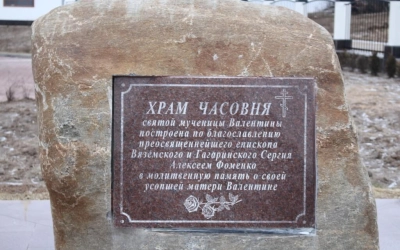 ХРАМ ЧАСОВНЯ
святой мученицы Валентины
построена по благославлению
преосвященнейшего епископа
Вяземского и Гагаринского Сергия
Алексеем Фоменко
в молитвенную память о своей
усопшей матери Валентине